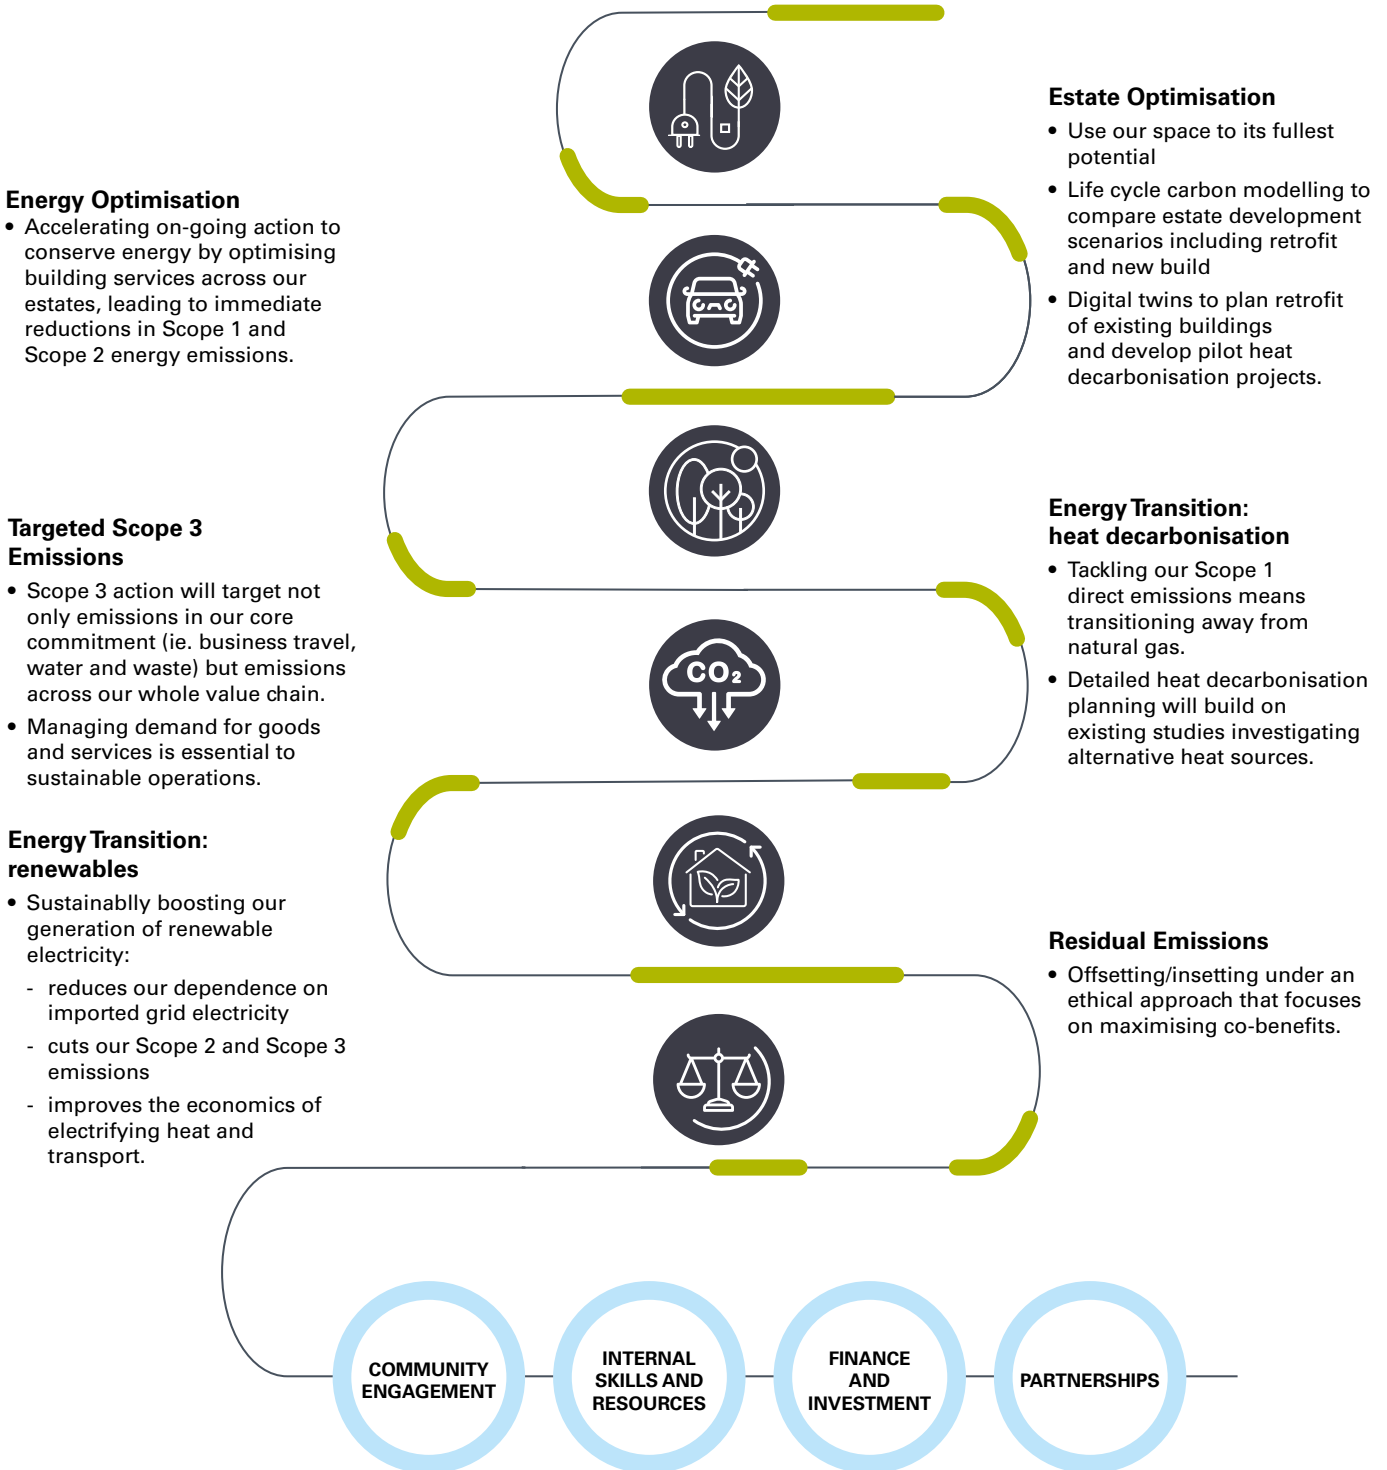 Estate Optimisation
• Use our space to its fullest
potential
• Life cycle carbon modelling to
compare estate development
scenarios including retrofit
and new build
• Digital twins to plan retrofit
of existing buildings
and develop pilot heat
decarbonisation projects.
Energy Optimisation
• Accelerating on-going action to
conserve energy by optimising
building services across our
estates, leading to immediate
reductions in Scope 1 and
Scope 2 energy emissions.
Energy Transition:
heat decarbonisation
• Tackling our Scope 1
direct emissions means
transitioning away from
natural gas.
• Detailed heat decarbonisation
planning will build on
existing studies investigating
alternative heat sources.
Targeted Scope 3
Emissions
• Scope 3 action will target not
only emissions in our core
commitment (ie. business travel,
water and waste) but emissions
across our whole value chain.
• Managing demand for goods
and services is essential to
sustainable operations.
CO₂
Energy Transition:
renewables
• Sustainablly boosting our
generation of renewable
electricity:
- reduces our dependence on
imported grid electricity
- cuts our Scope 2 and Scope 3
emissions
- improves the economics of
electrifying heat and
transport.
Residual Emissions
• Offsetting/insetting under an
ethical approach that focuses
on maximising co-benefits.
COMMUNITY
ENGAGEMENT
INTERNAL
SKILLS AND
RESOURCES
FINANCE
AND
INVESTMENT
PARTNERSHIPS